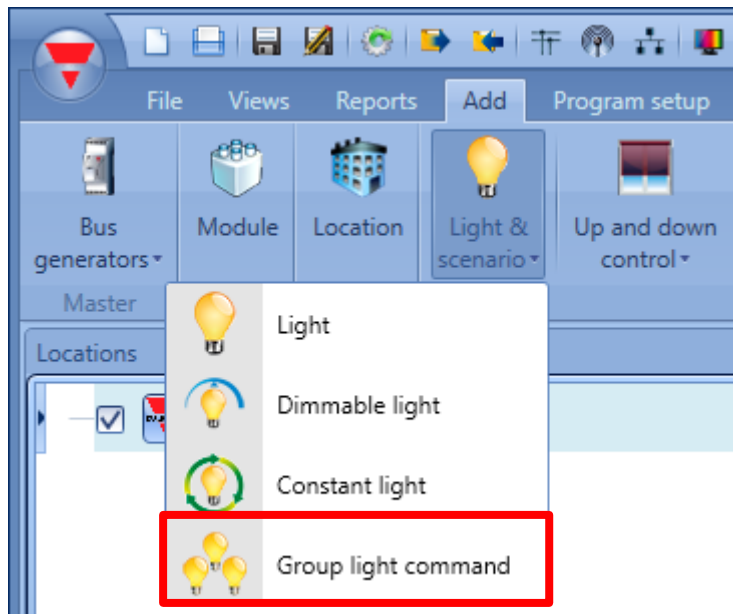 File Views Reports Add Program setup
Bus generators
Module
Location
Light & scenario
Up and down control
Master
Locations
Light
Dimmable light
Constant light
Group light command